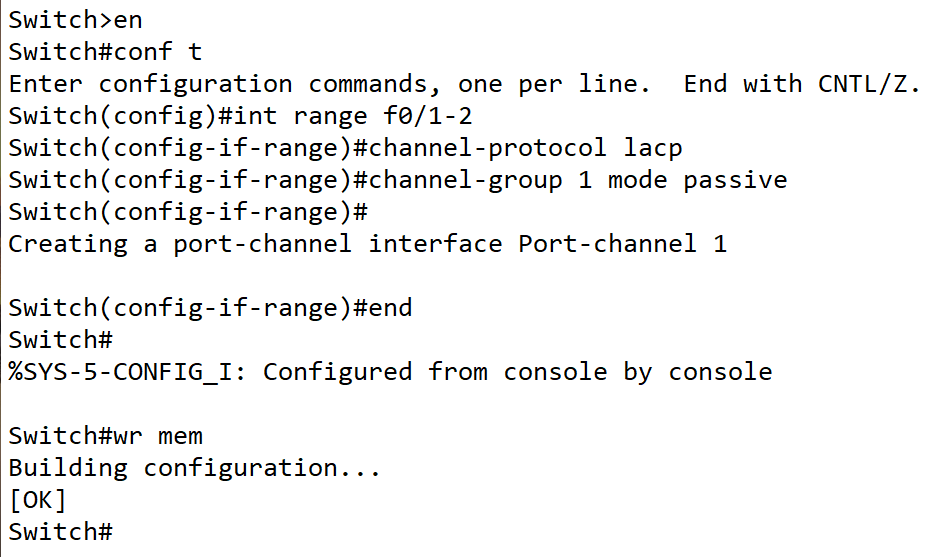 Switch>en
Switch#conf t
Enter configuration commands, one per line.  End with CNTL/Z.
Switch(config)#int range f0/1-2
Switch(config-if-range)#channel-protocol lacp
Switch(config-if-range)#channel-group 1 mode passive
Switch(config-if-range)#
Creating a port-channel interface Port-channel 1

Switch(config-if-range)#end
Switch#
%SYS-5-CONFIG_I: Configured from console by console

Switch#wr mem
Building configuration...
[OK]
Switch#